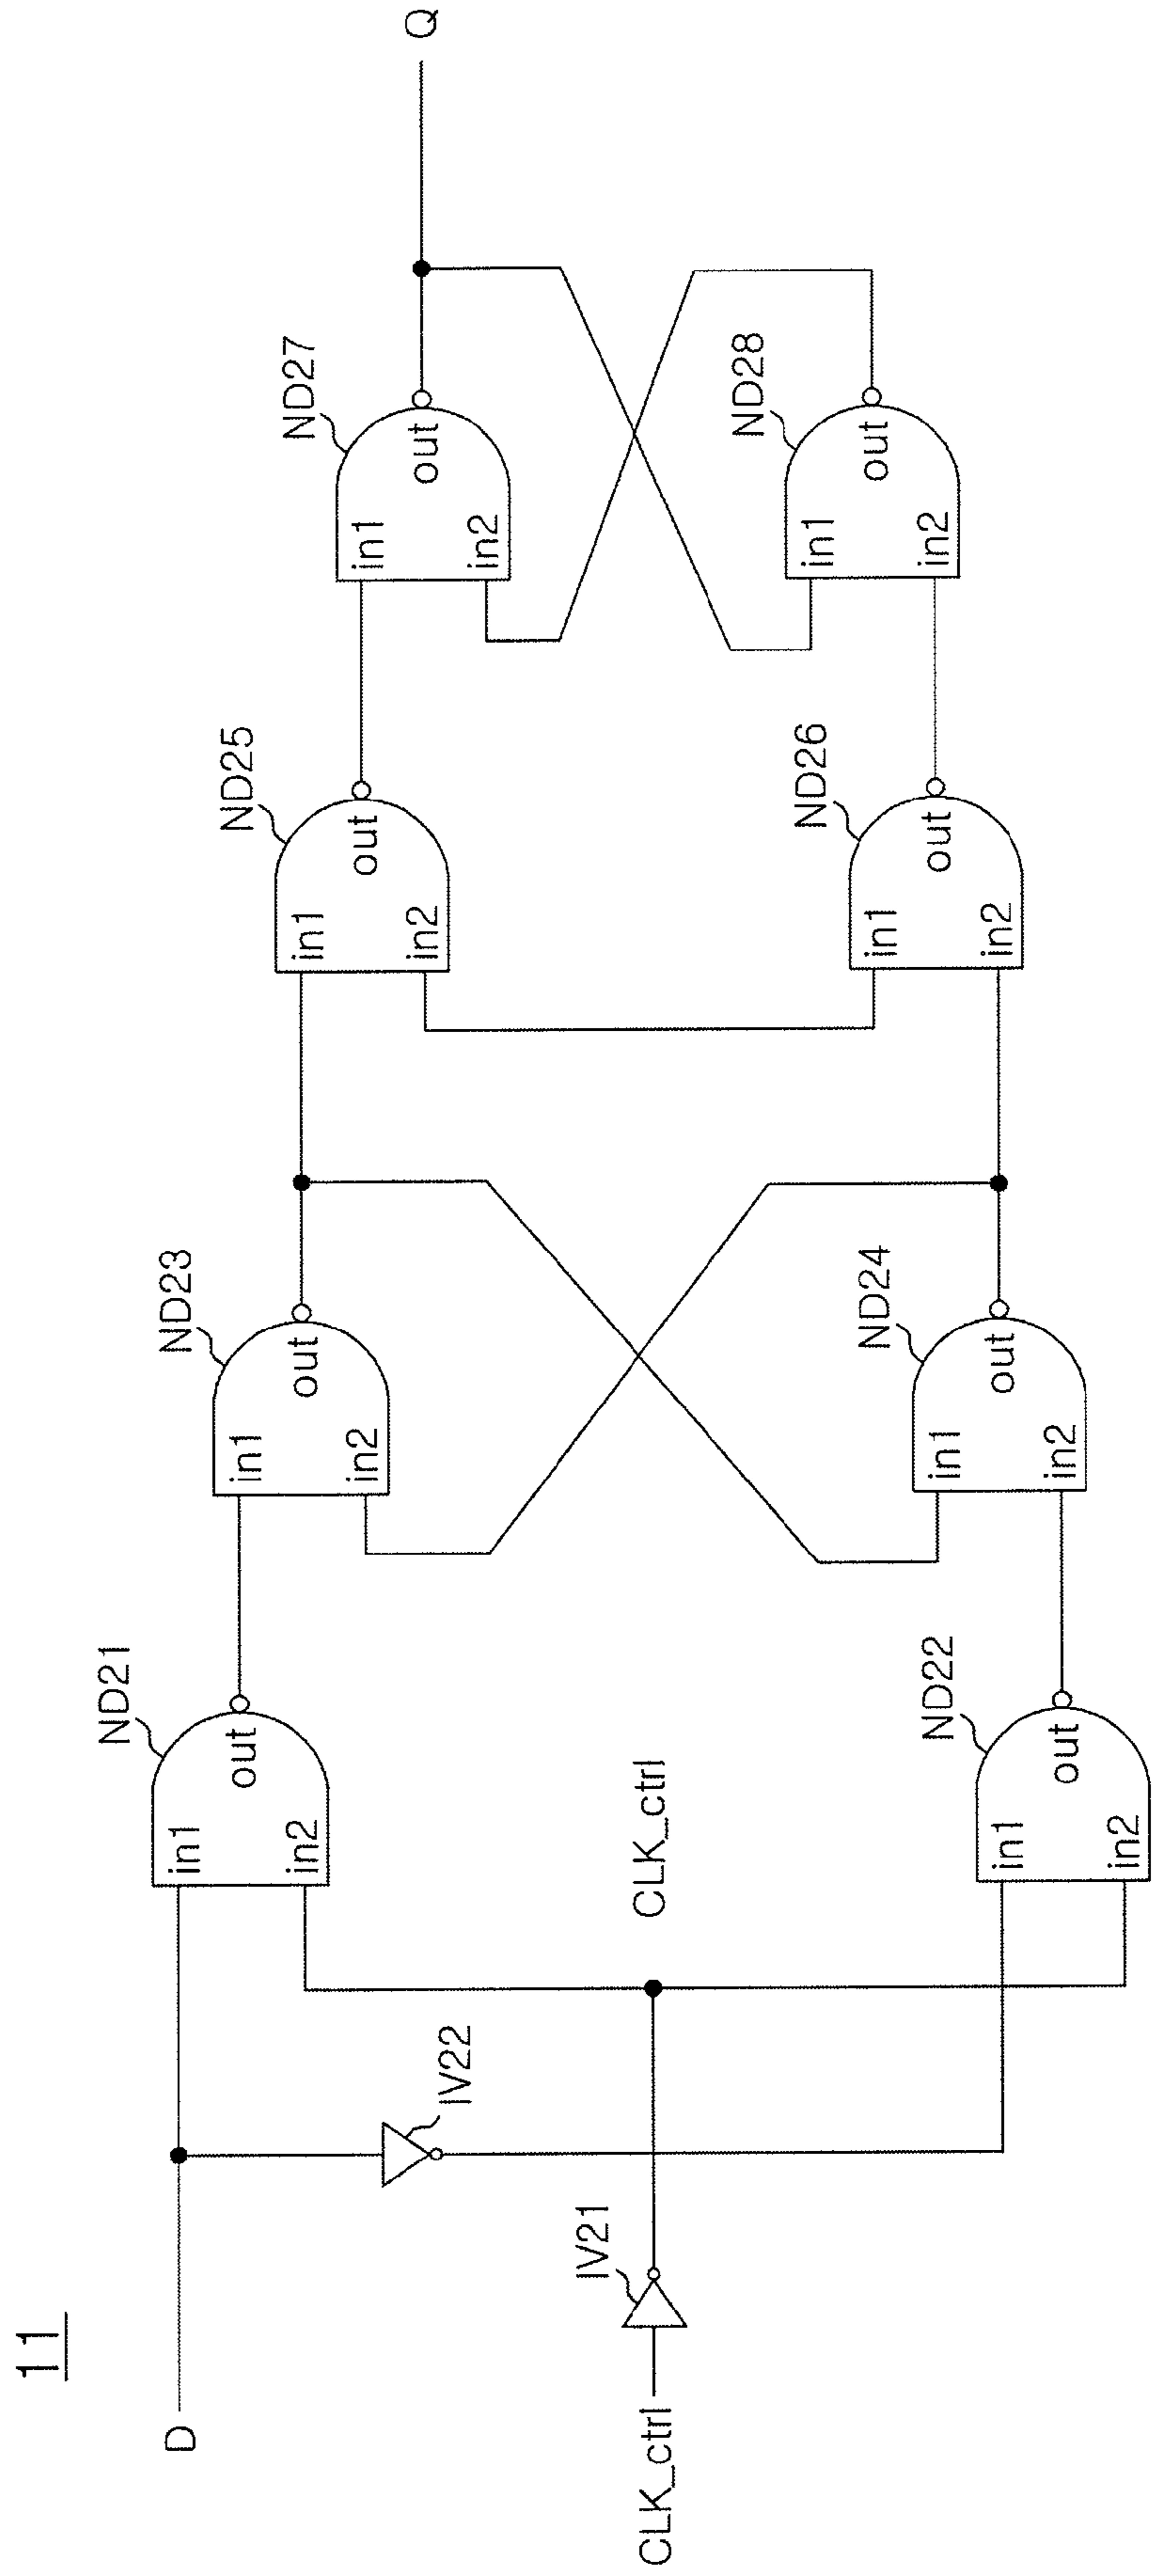 11
D
CLK_ctrl
IV21
IV22
CLK_ctrl
ND21
in1
in2
out
ND22
in1
in2
out
ND23
in1
in2
out
ND24
in1
in2
out
ND25
in1
in2
out
ND26
in1
in2
out
ND27
in1
in2
out
ND28
in1
in2
out
Q